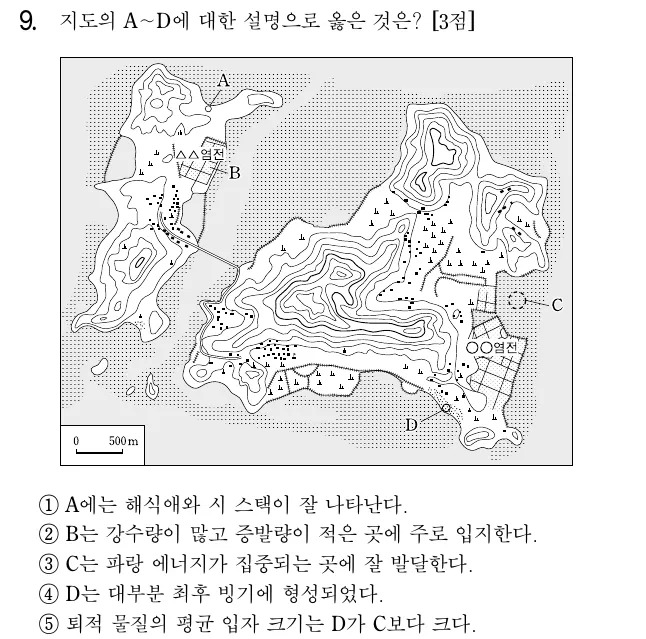 9. 지도의 A~D에 대한 설명으로 옳은 것은? [3점]
A
△△염전
B
C
○○염전
D
0 500m
① A에는 해식애와 시 스택이 잘 나타난다.
② B는 강수량이 많고 증발량이 적은 곳에 주로 입지한다.
③ C는 파랑 에너지가 집중되는 곳에 잘 발달한다.
④ D는 대부분 최후 빙기에 형성되었다.
⑤ 퇴적 물질의 평균 입자 크기는 D가 C보다 크다.